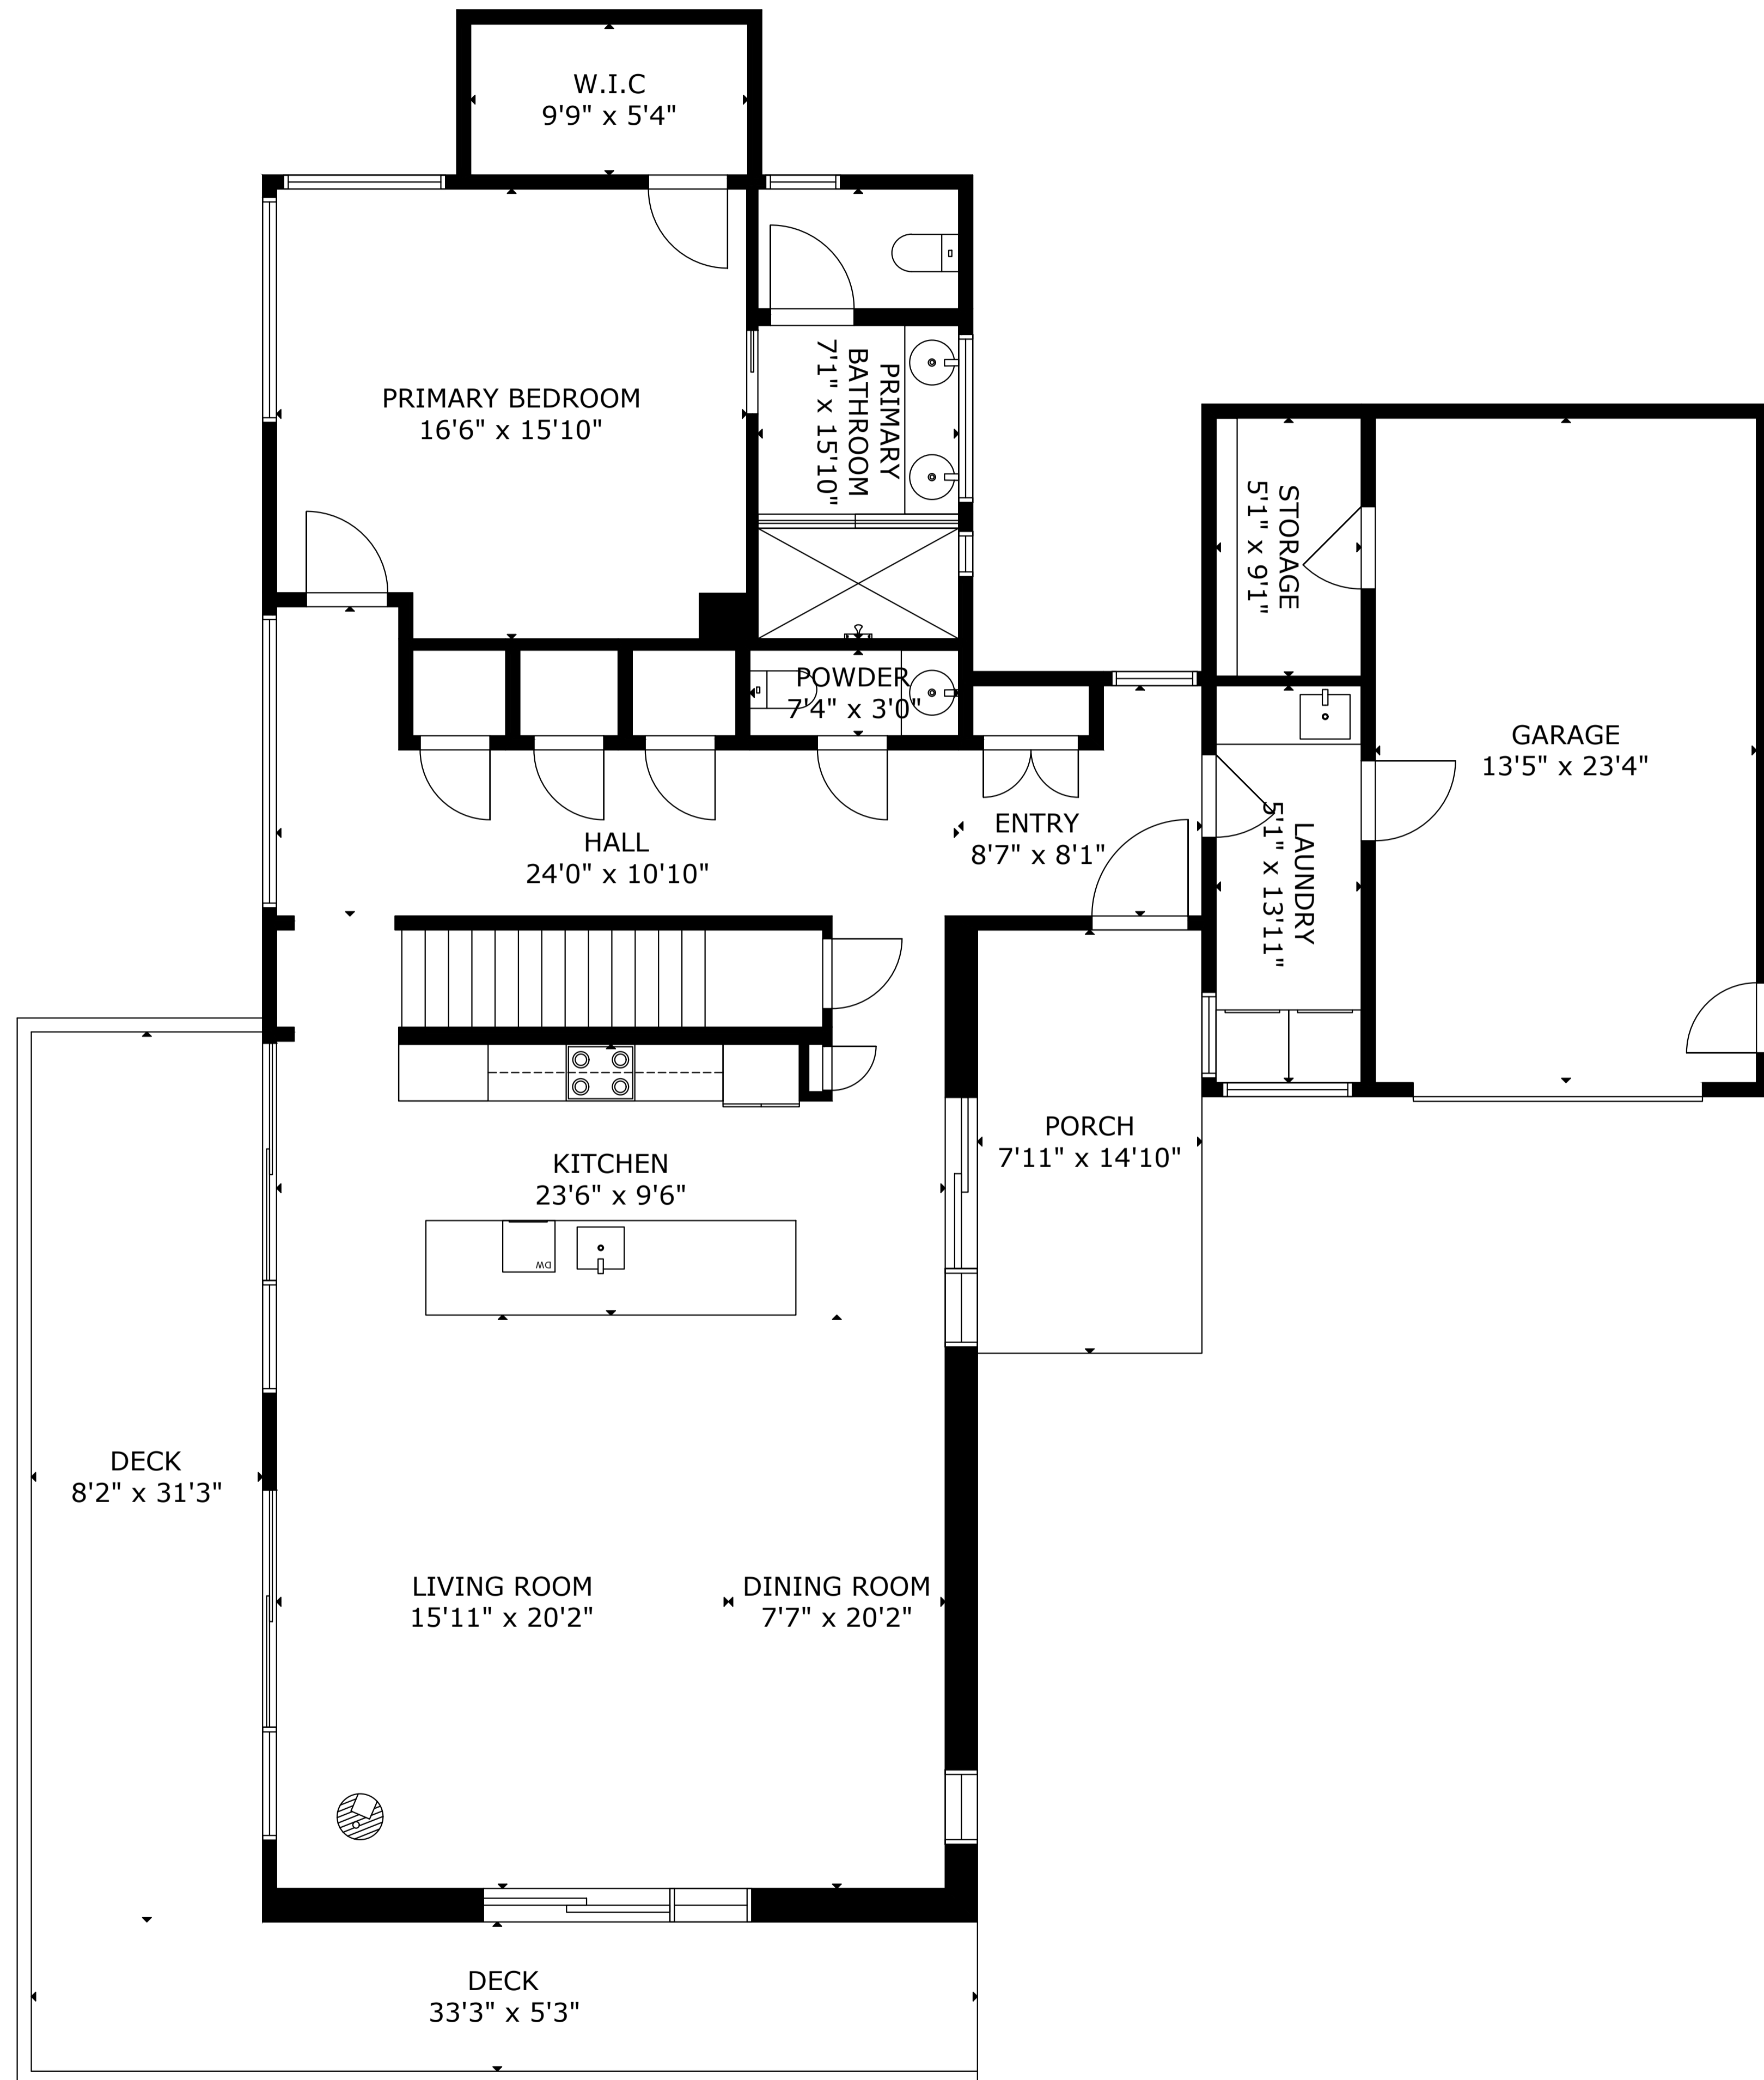 W.I.C
9'9" x 5'4"
PRIMARY BEDROOM
16'6" x 15'10"
PRIMARY
BATHROOM
7'1" x 15'10"
STORAGE
5'1" x 9'1"
POWDER
7'4" x 3'0"
GARAGE
13'5" x 23'4"
HALL
24'0" x 10'10"
ENTRY
8'7" x 8'1"
LAUNDRY
5'1" x 13'11"
PORCH
7'11" x 14'10"
KITCHEN
23'6" x 9'6"
DW
DECK
8'2" x 31'3"
LIVING ROOM
15'11" x 20'2"
DINING ROOM
7'7" x 20'2"
DECK
33'3" x 5'3"